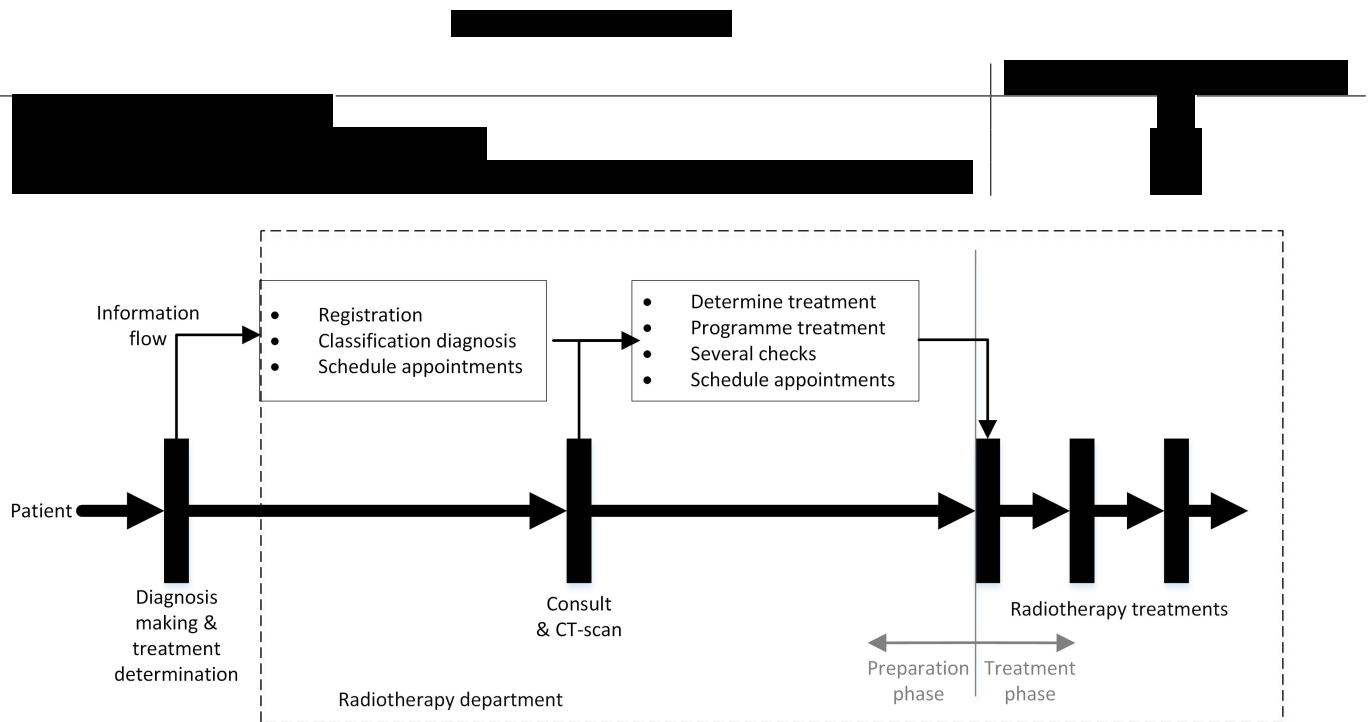 Information
flow
Registration
Classification diagnosis
Schedule appointments
Determine treatment
Programme treatment
Several checks
Schedule appointments
Patient
Diagnosis
making &
treatment
determination
Consult
& CT-scan
Radiotherapy treatments
Preparation
phase
Treatment
phase
Radiotherapy department